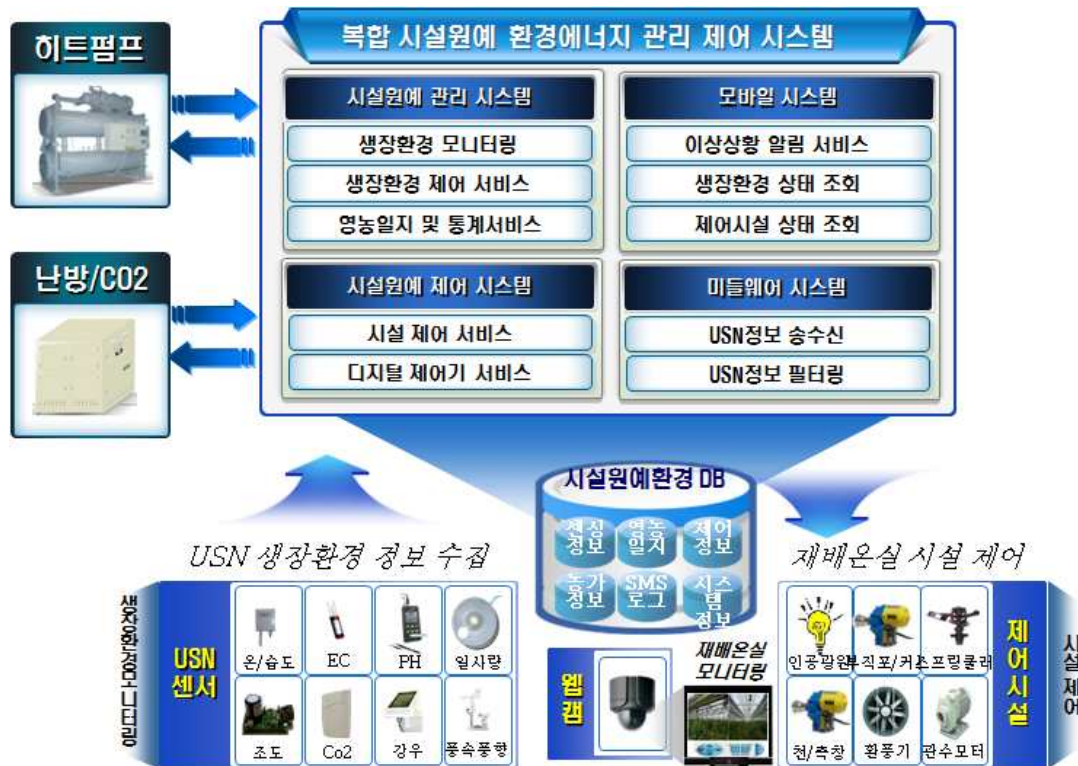 복합 시설원예 환경에너지 관리 제어 시스템
히트펌프
시설원예 관리 시스템
생장환경 모니터링
생장환경 제어 서비스
영농일지 및 통계서비스
모바일 시스템
이상상황 알림 서비스
생장환경 상태 조회
제어시설 상태 조회
난방/CO2
시설원예 제어 시스템
시설 제어 서비스
디지털 제어기 서비스
미들웨어 시스템
USN정보 송수신
USN정보 필터링
시설원예환경 DB
센싱
정보
영농
일지
제어
정보
농가
정보
SMS
로그
시스
템
정보
USN 생장환경 정보 수집
생장환경모니터링
USN
센서
온/습도
EC
PH
일사량
조도
Co2
강우
풍속풍향
웹캠
재배온실
모니터링
재배온실 시설 제어
인공광원
부직포/커
스프링클러
천/측창
환풍기
관수모터
제어시설
시설 제어